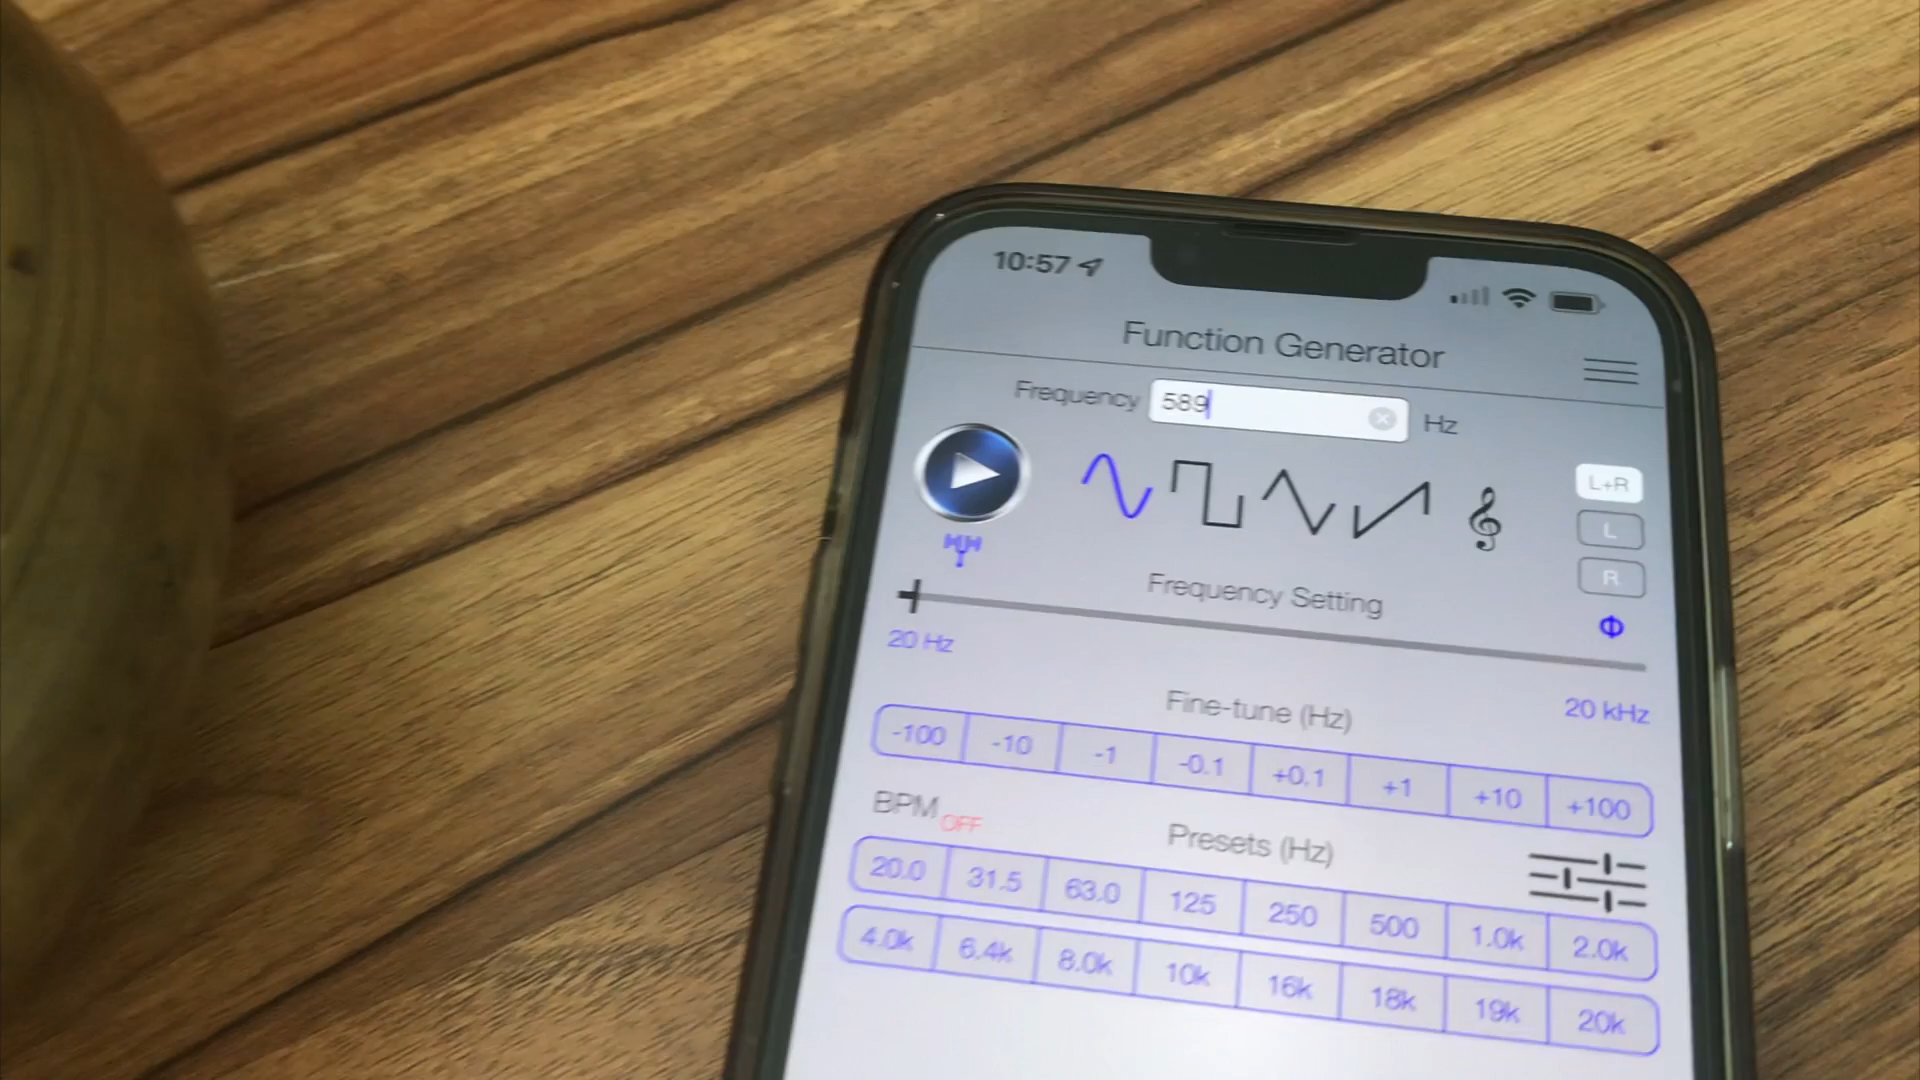 10:57
Function Generator
Frequency 589 Hz
L+R
L
R
Frequency Setting
Φ
20 Hz
20 kHz
Fine-tune (Hz)
-100 -10 -1 -0.1 +0.1 +1 +10 +100
BPM OFF
Presets (Hz)
20.0 31.5 63.0 125 250 500 1.0k 2.0k
4.0k 6.4k 8.0k 10k 16k 18k 19k 20k